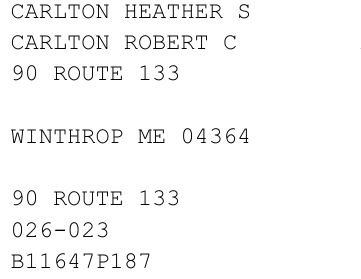 CARLTON HEATHER S
CARLTON ROBERT C
90 ROUTE 133
WINTHROP ME 04364
90 ROUTE 133
026-023
B11647P187